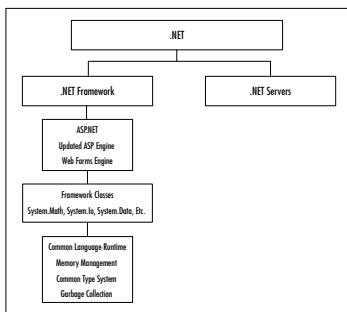 .NET
.NET Framework
.NET Servers
ASP.NET
Updated ASP Engine
Web Forms Engine
Framework Classes
System.Math, System.Io, System.Data, Etc.
Common Language Runtime
Memory Management
Common Type System
Garbage Collection